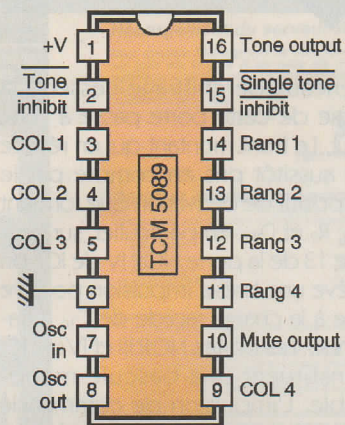 +V 1 16 Tone output
Tone inhibit 2 15 Single tone inhibit
COL 1 3 14 Rang 1
COL 2 4 13 Rang 2
COL 3 5 12 Rang 3
6 11 Rang 4
Osc in 7 10 Mute output
Osc out 8 9 COL 4
TCM 5089